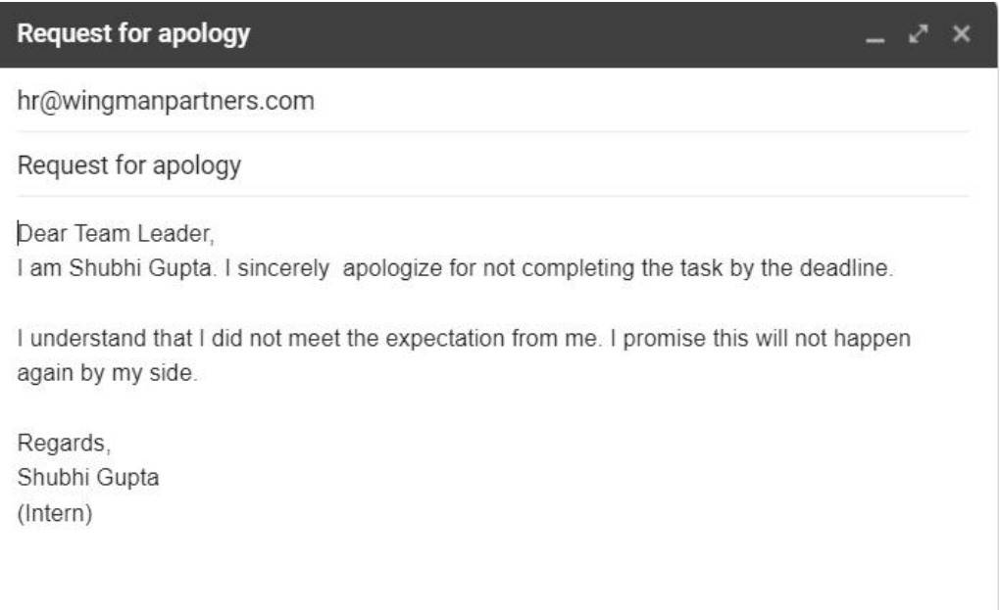 Request for apology
hr@wingmanpartners.com
Request for apology
Dear Team Leader,
I am Shubhi Gupta. I sincerely  apologize for not completing the task by the deadline.
I understand that I did not meet the expectation from me. I promise this will not happen
again by my side.
Regards,
Shubhi Gupta
(Intern)